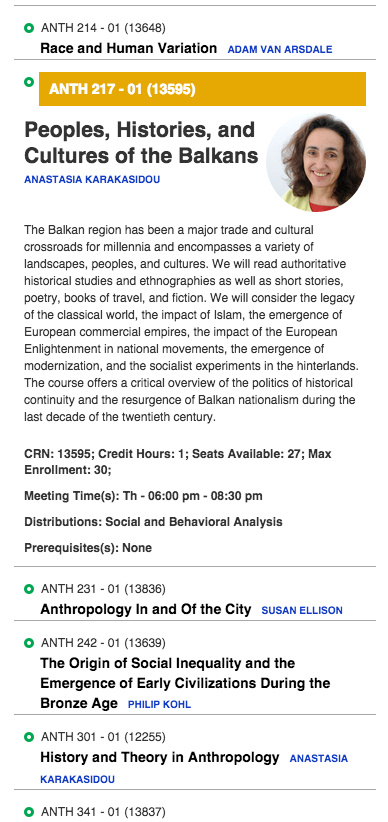 ANTH 214 - 01 (13648)
Race and Human Variation ADAM VAN ARSDALE
ANTH 217 - 01 (13595)
Peoples, Histories, and
Cultures of the Balkans
ANASTASIA KARAKASIDOU
The Balkan region has been a major trade and cultural
crossroads for millennia and encompasses a variety of
landscapes, peoples, and cultures. We will read authoritative
historical studies and ethnographies as well as short stories,
poetry, books of travel, and fiction. We will consider the legacy
of the classical world, the impact of Islam, the emergence of
European commercial empires, the impact of the European
Enlightenment in national movements, the emergence of
modernization, and the socialist experiments in the hinterlands.
The course offers a critical overview of the politics of historical
continuity and the resurgence of Balkan nationalism during the
last decade of the twentieth century.
CRN: 13595; Credit Hours: 1; Seats Available: 27; Max
Enrollment: 30;
Meeting Time(s): Th - 06:00 pm - 08:30 pm
Distributions: Social and Behavioral Analysis
Prerequisites(s): None
ANTH 231 - 01 (13836)
Anthropology In and Of the City SUSAN ELLISON
ANTH 242 - 01 (13639)
The Origin of Social Inequality and the
Emergence of Early Civilizations During the
Bronze Age PHILIP KOHL
ANTH 301 - 01 (12255)
History and Theory in Anthropology ANASTASIA
KARAKASIDOU
ANTH 341 - 01 (13837)